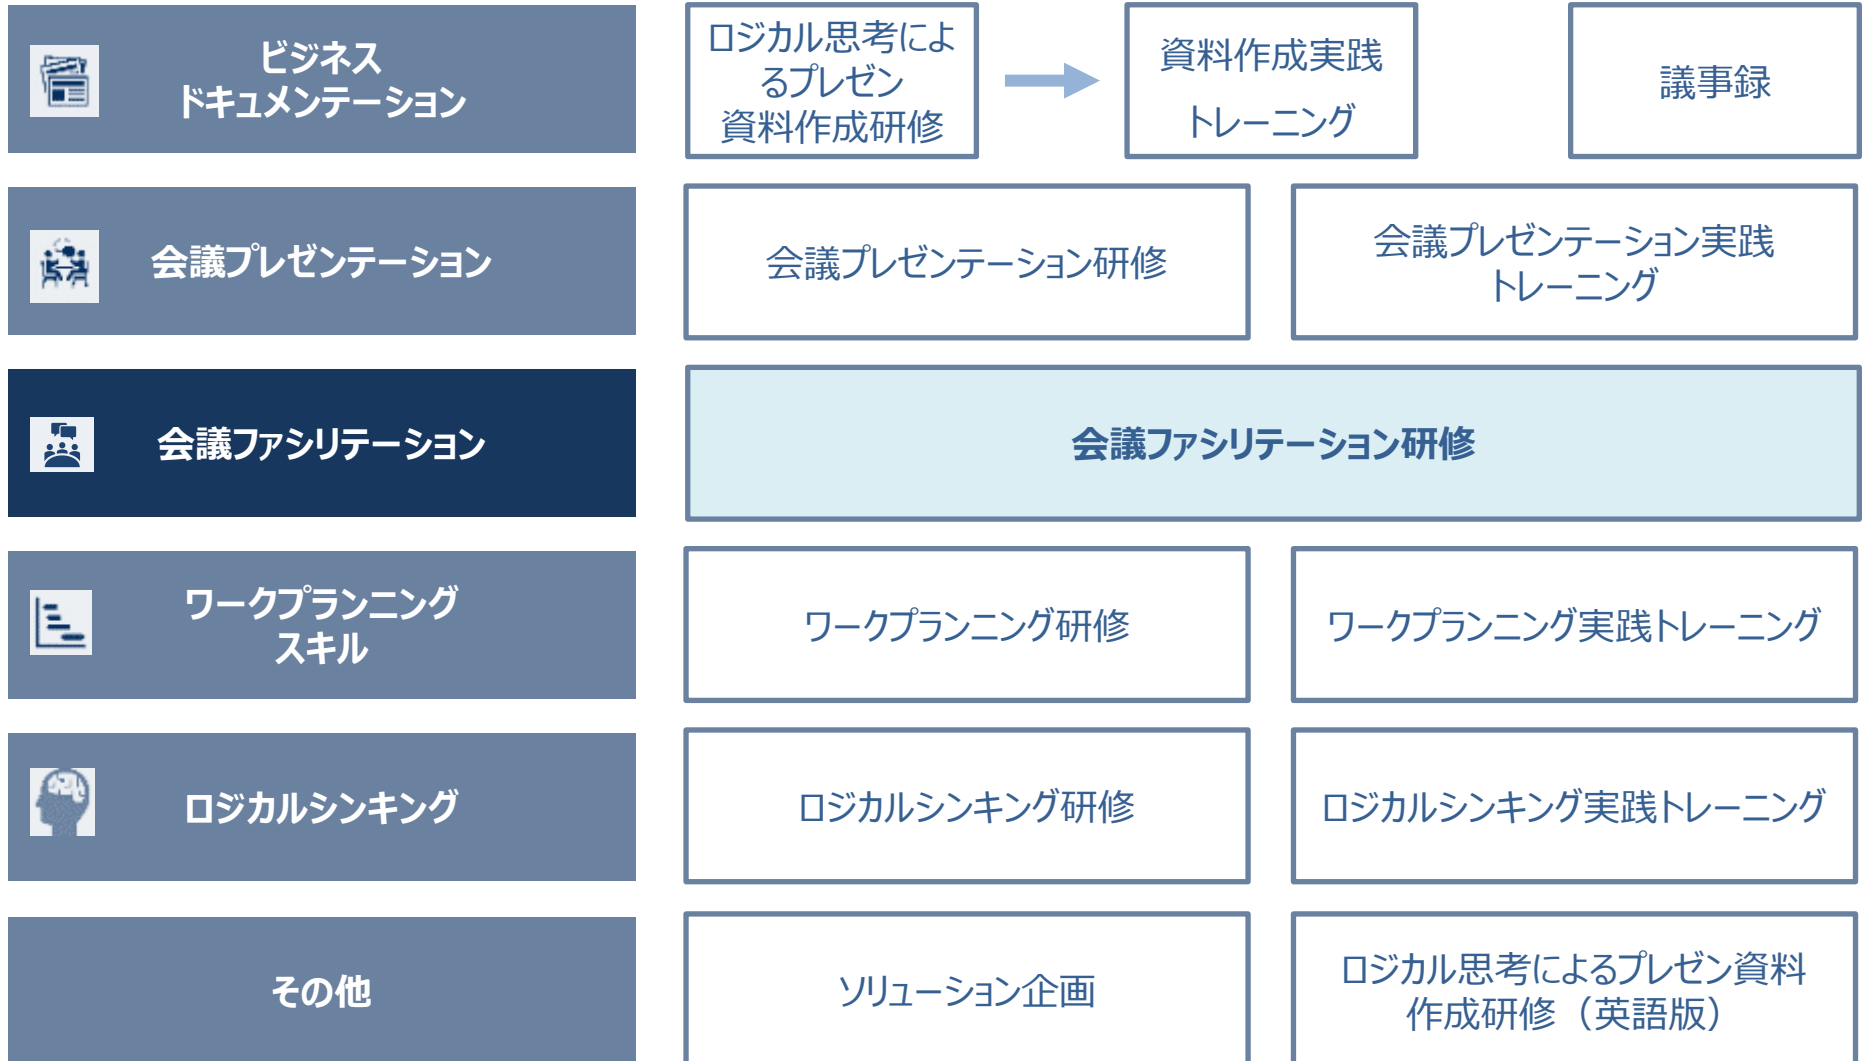 ビジネス
ドキュメンテーション
ロジカル思考によ
るプレゼン
資料作成研修
資料作成実践
トレーニング
議事録
会議プレゼンテーション
会議プレゼンテーション研修
会議プレゼンテーション実践
トレーニング
会議ファシリテーション
会議ファシリテーション研修
ワークプランニング
スキル
ワークプランニング研修
ワークプランニング実践トレーニング
ロジカルシンキング
ロジカルシンキング研修
ロジカルシンキング実践トレーニング
その他
ソリューション企画
ロジカル思考によるプレゼン資料
作成研修（英語版）